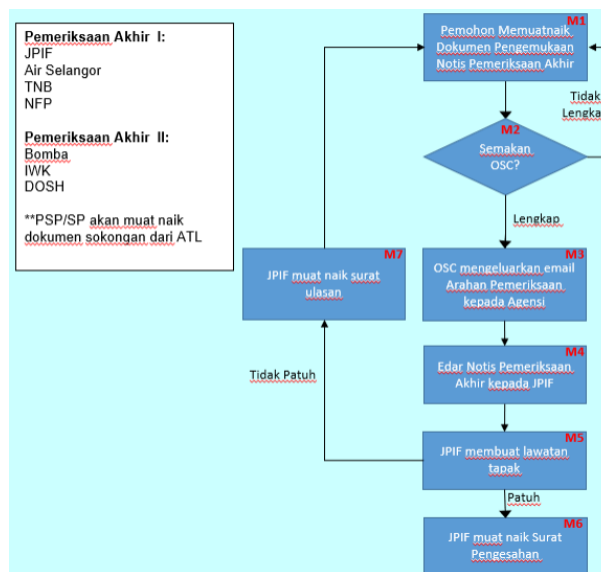 Pemeriksaan Akhir I:
JPIF
Air Selangor
TNB
NFP
Pemeriksaan Akhir II:
Bomba
IWK
DOSH
**PSP/SP akan muat naik
dokumen sokongan dari ATL
M1
Pemohon Memuatnaik
Dokumen Pengemukaan
Notis Pemeriksaan Akhir
Tidak
Lengkap
M2
Semakan
OSC?
Lengkap
M7
JPIF muat naik surat
ulasan
M3
OSC mengeluarkan email
Arahan Pemeriksaan
kepada Agensi
M4
Edar Notis Pemeriksaan
Akhir kepada JPIF
Tidak Patuh
M5
JPIF membuat lawatan
tapak
Patuh
M6
JPIF muat naik Surat
Pengesahan